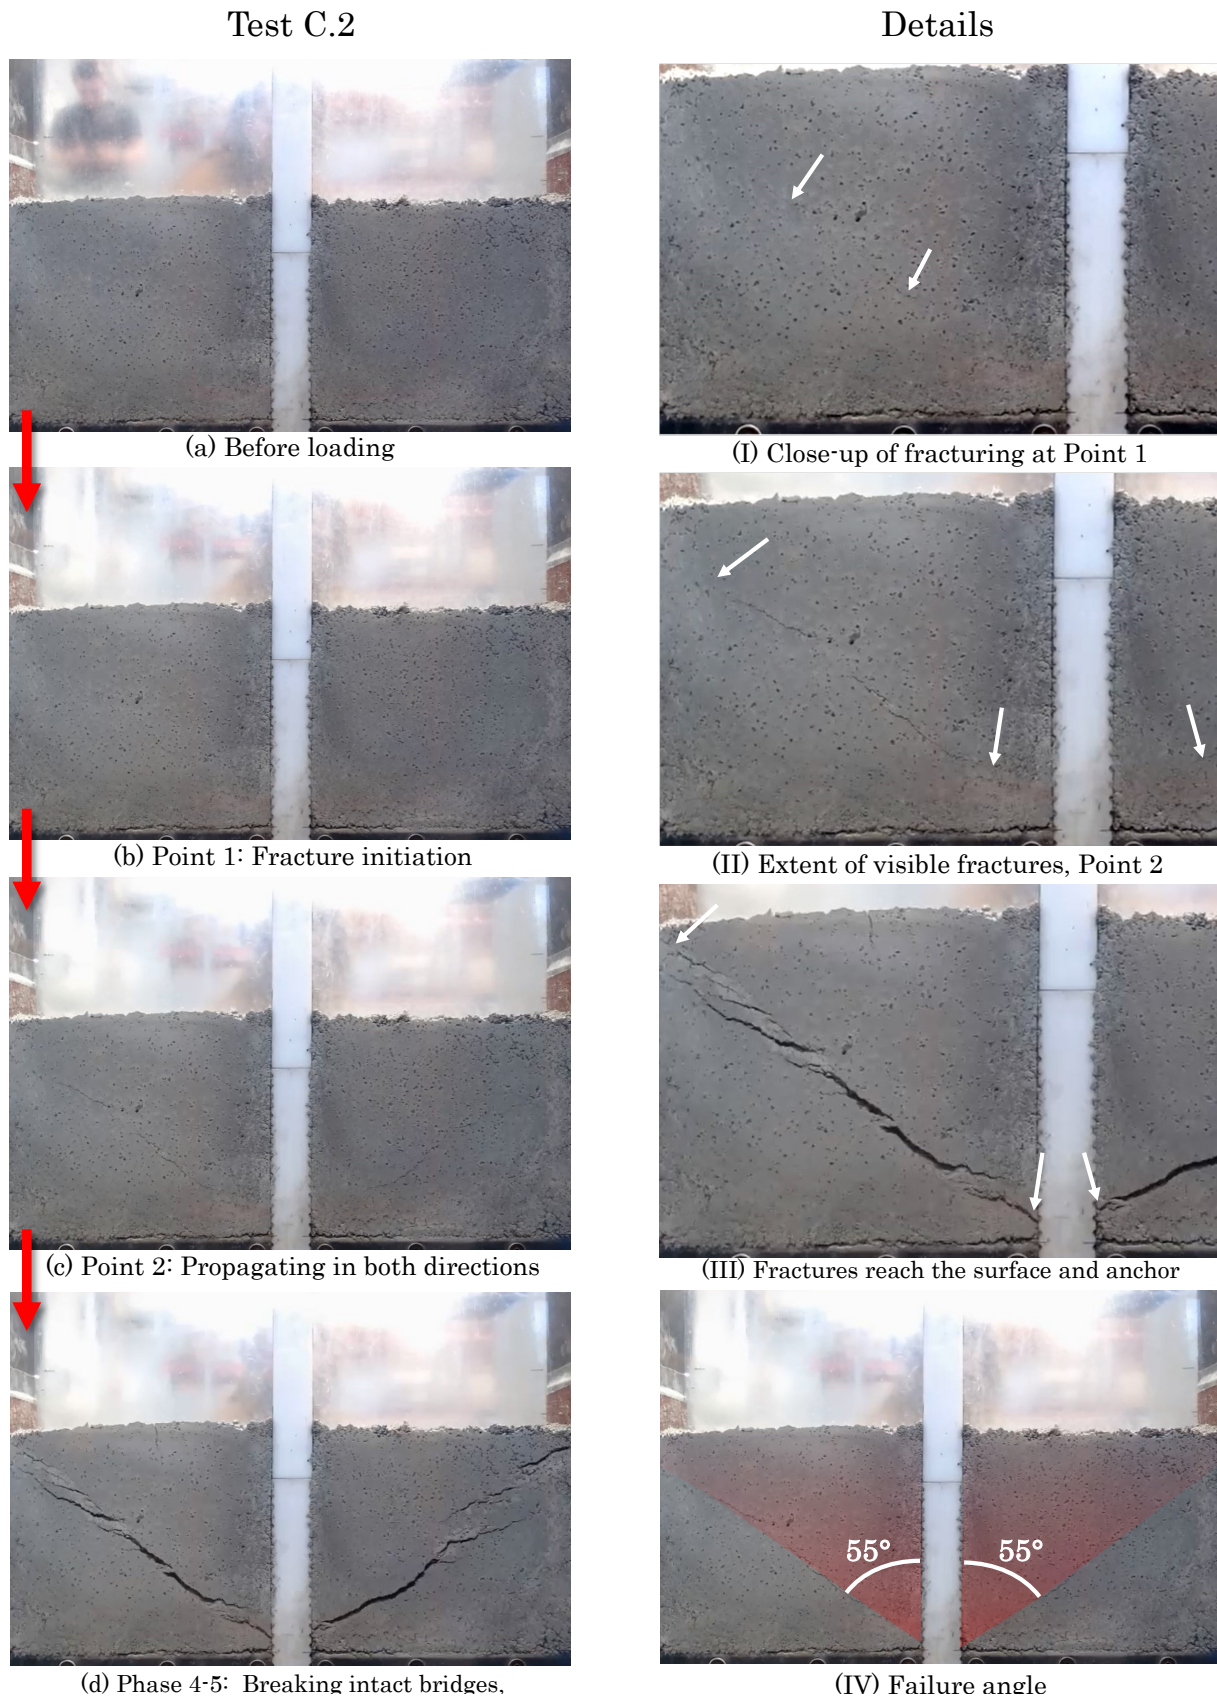 Test C.2
(a) Before loading
(b) Point 1: Fracture initiation
(c) Point 2: Propagating in both directions
(d) Phase 4-5: Breaking intact bridges,
Details
(I) Close-up of fracturing at Point 1
(II) Extent of visible fractures, Point 2
(III) Fractures reach the surface and anchor
55°
55°
(IV) Failure angle